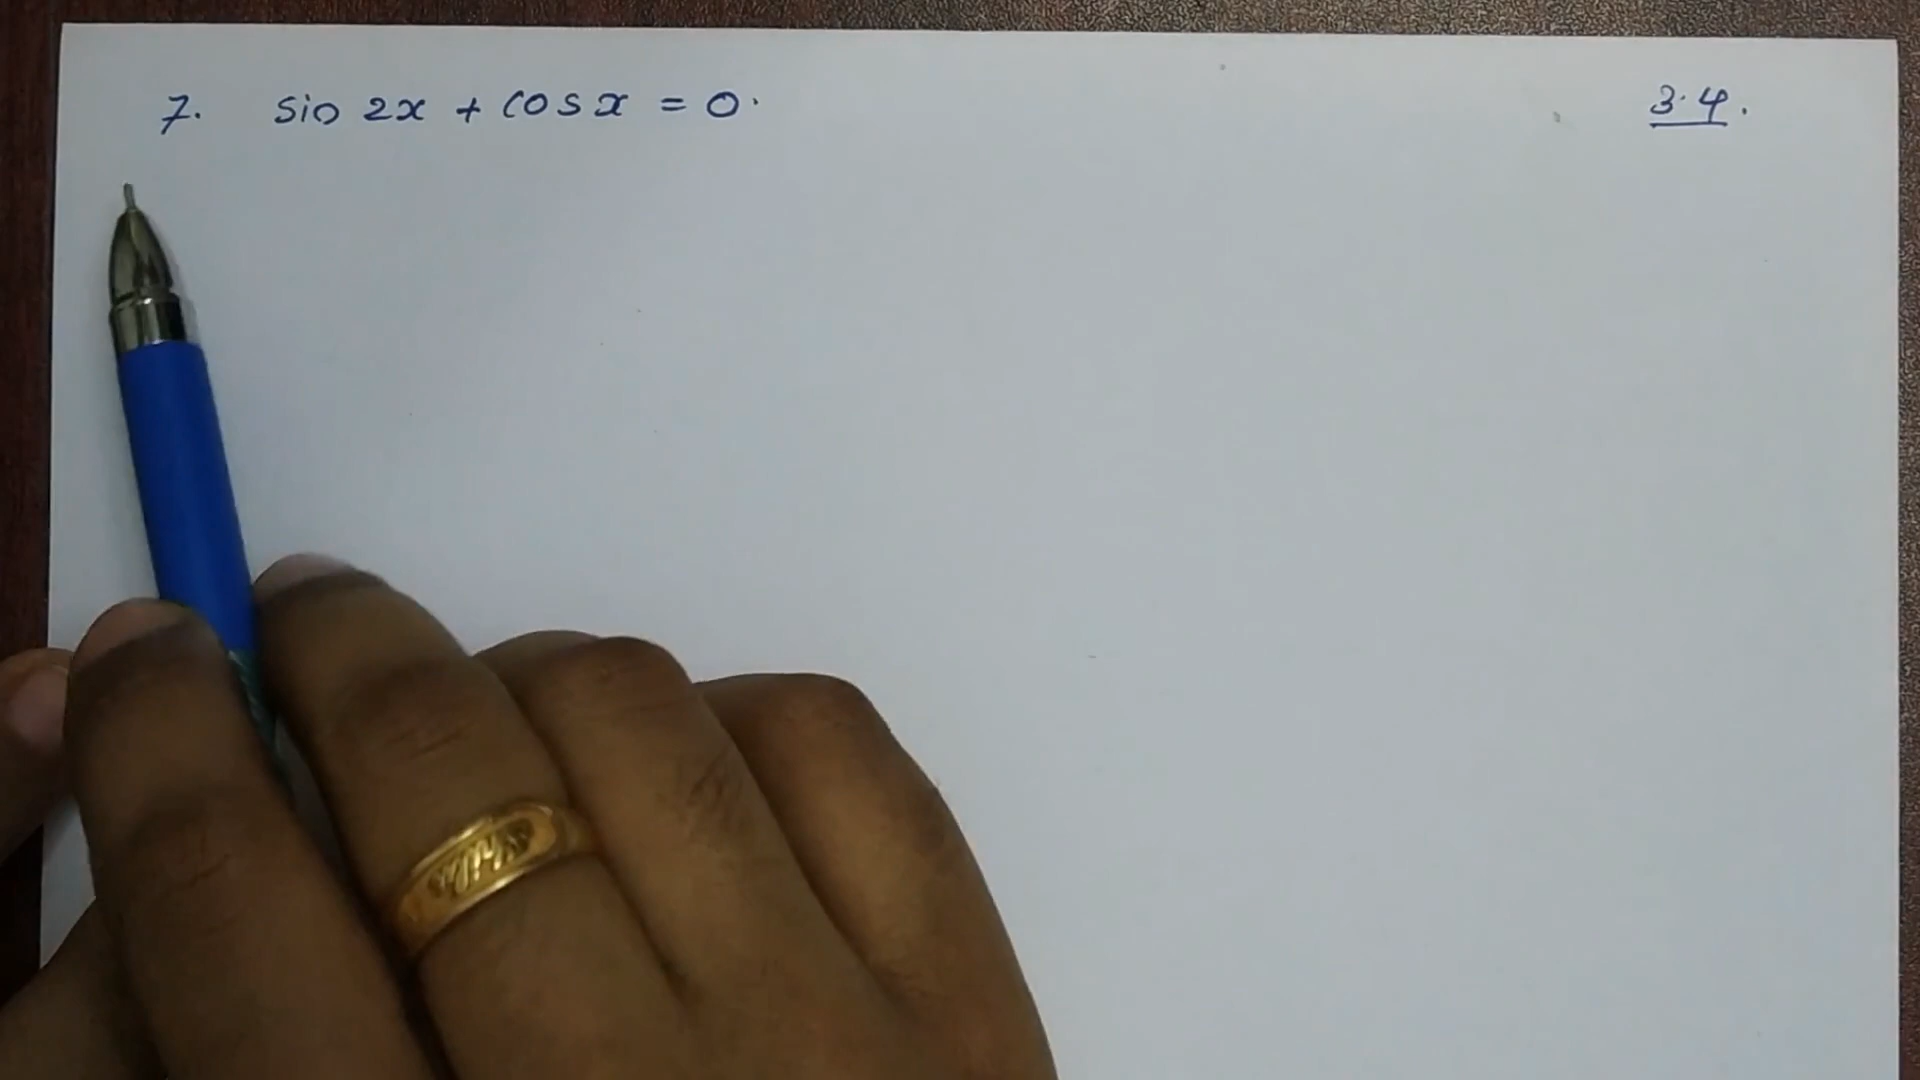 7. sin 2x + cos x = 0. 3.4.